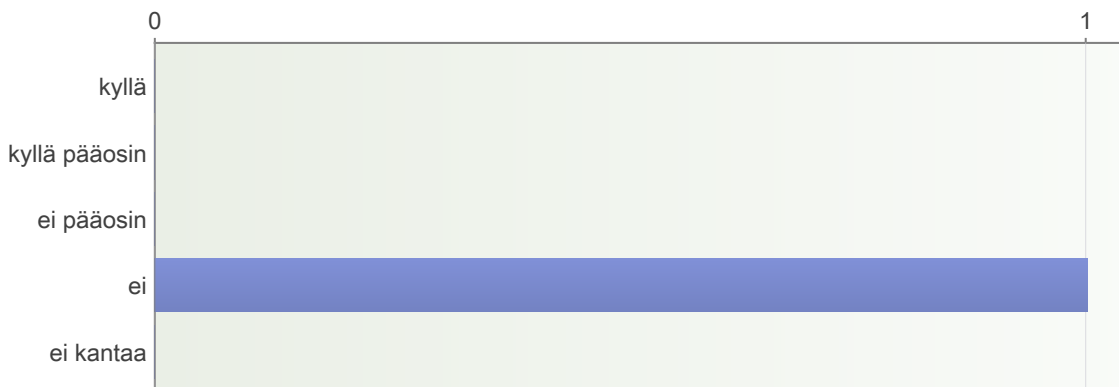 0 1
kyllä
kyllä pääosin
ei pääosin
ei
ei kantaa